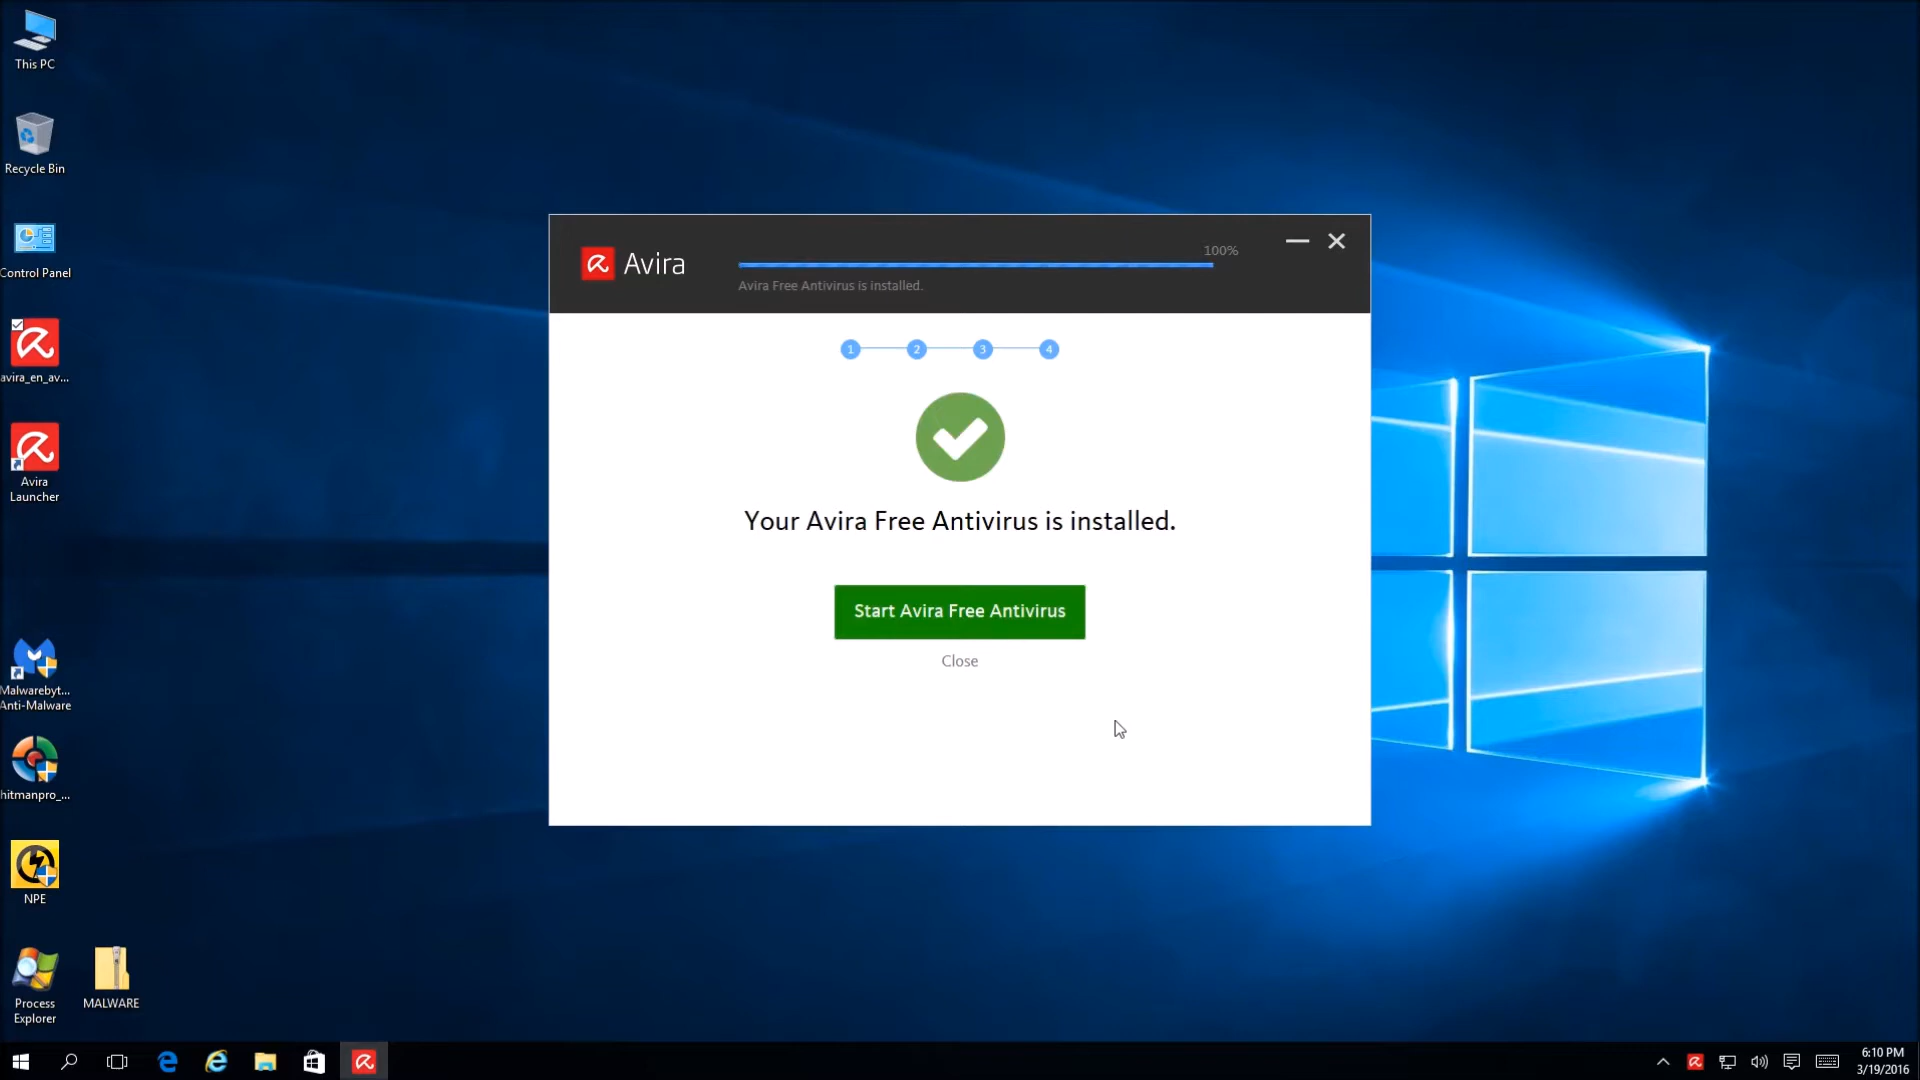 This PC
Recycle Bin
Control Panel
avira_en_av...
Avira
Launcher
Malwarebyt...
Anti-Malware
hitmanpro_...
NPE
Process
Explorer
MALWARE
Avira
100%
Avira Free Antivirus is installed.
1 2 3 4
Your Avira Free Antivirus is installed.
Start Avira Free Antivirus
Close
6:10 PM
3/19/2016